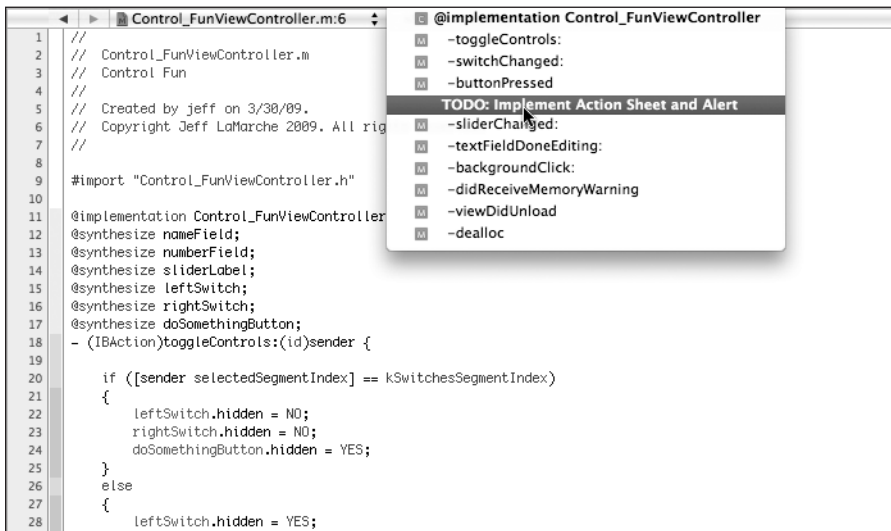 Control_FunViewController.m:6
@implementation Control_FunViewController
M -toggleControls:
M -switchChanged:
M -buttonPressed
TODO: Implement Action Sheet and Alert
M -sliderChanged:
M -textFieldDoneEditing:
M -backgroundClick:
M -didReceiveMemoryWarning
M -viewDidUnload
M -dealloc
1 //
2 // Control_FunViewController.m
3 // Control Fun
4 //
5 // Created by jeff on 3/30/09.
6 // Copyright Jeff LaMarche 2009. All rig
7 //
8
9 #import "Control_FunViewController.h"
10
11 @implementation Control_FunViewController
12 @synthesize nameField;
13 @synthesize numberField;
14 @synthesize sliderLabel;
15 @synthesize leftSwitch;
16 @synthesize rightSwitch;
17 @synthesize doSomethingButton;
18 - (IBAction)toggleControls:(id)sender {
19
20 if ([sender selectedSegmentIndex] == kSwitchesSegmentIndex)
21 {
22 leftSwitch.hidden = NO;
23 rightSwitch.hidden = NO;
24 doSomethingButton.hidden = YES;
25 }
26 else
27 {
28 leftSwitch.hidden = YES;